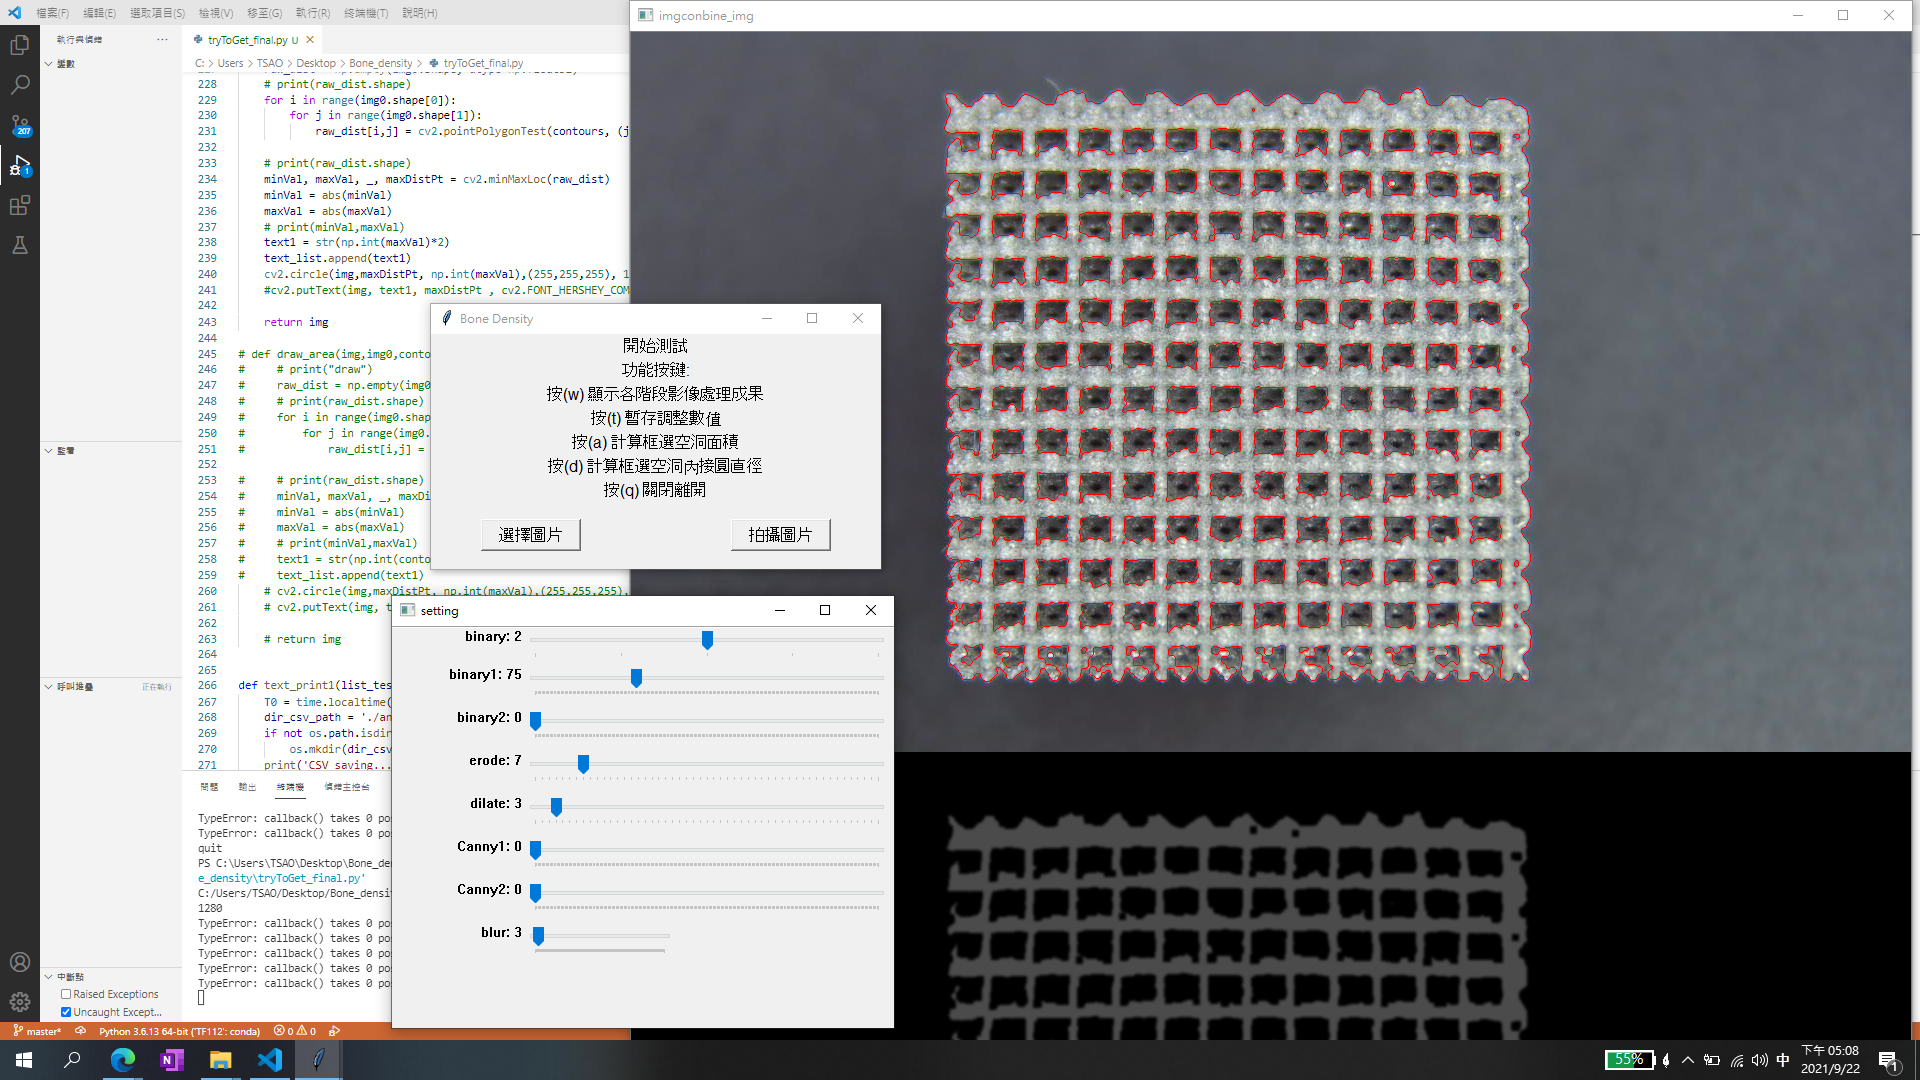 檔案(F) 編輯(E) 選取項目(S) 檢視(V) 移至(G) 執行(R) 終端機(T) 說明(H)
執行與偵錯 ···
變數
監看
呼叫堆疊 正在執行
中斷點
Raised Exceptions
Uncaught Except...
207
1
tryToGet_final.py U
C: > Users > TSAO > Desktop > Bone_density > tryToGet_final.py
228 # print(raw_dist.shape)
229 for i in range(img0.shape[0]):
230 for j in range(img0.shape[1]):
231 raw_dist[i,j] = cv2.pointPolygonTest(contours, (j
232
233 # print(raw_dist.shape)
234 minVal, maxVal, _, maxDistPt = cv2.minMaxLoc(raw_dist)
235 minVal = abs(minVal)
236 maxVal = abs(maxVal)
237 # print(minVal,maxVal)
238 text1 = str(np.int(maxVal)*2)
239 text_list.append(text1)
240 cv2.circle(img,maxDistPt, np.int(maxVal),(255,255,255), 1
241 #cv2.putText(img, text1, maxDistPt , cv2.FONT_HERSHEY_COM
242
243 return img
244
245 # def draw_area(img,img0,conto
246 # # print("draw")
247 # raw_dist = np.empty(img0
248 # # print(raw_dist.shape)
249 # for i in range(img0.shap
250 # for j in range(img0.
251 # raw_dist[i,j] =
252
253 # # print(raw_dist.shape)
254 # minVal, maxVal, _, maxDi
255 # minVal = abs(minVal)
256 # maxVal = abs(maxVal)
257 # # print(minVal,maxVal)
258 # text1 = str(np.int(conto
259 # text_list.append(text1)
260 # cv2.circle(img,maxDistPt, np.int(maxVal),(255,255,255),
261 # cv2.putText(img, t
262
263 # return img
264
265
266 def text_print1(list_tes
267 T0 = time.localtime(
268 dir_csv_path = './an
269 if not os.path.isdir
270 os.mkdir(dir_csv
271 print('CSV saving...
問題 輸出 終端機 偵錯主控台
TypeError: callback() takes 0 pos
TypeError: callback() takes 0 pos
quit
PS C:\Users\TSAO\Desktop\Bone_der
e_density\tryToGet_final.py'
C:/Users/TSAO/Desktop/Bone_densit
1280
TypeError: callback() takes 0 pos
TypeError: callback() takes 0 pos
TypeError: callback() takes 0 pos
TypeError: callback() takes 0 pos
TypeError: callback() takes 0 pos
master* Python 3.6.13 64-bit ('TF112': conda) 0 0
Bone Density
開始測試
功能按鍵:
按(w) 顯示各階段影像處理成果
按(t) 暫存調整數值
按(a) 計算框選空洞面積
按(d) 計算框選空洞內接圓直徑
按(q) 關閉離開
選擇圖片 拍攝圖片
setting
binary: 2
binary1: 75
binary2: 0
erode: 7
dilate: 3
Canny1: 0
Canny2: 0
blur: 3
imgconbine_img
55% 中 下午 05:08
2021/9/22
1